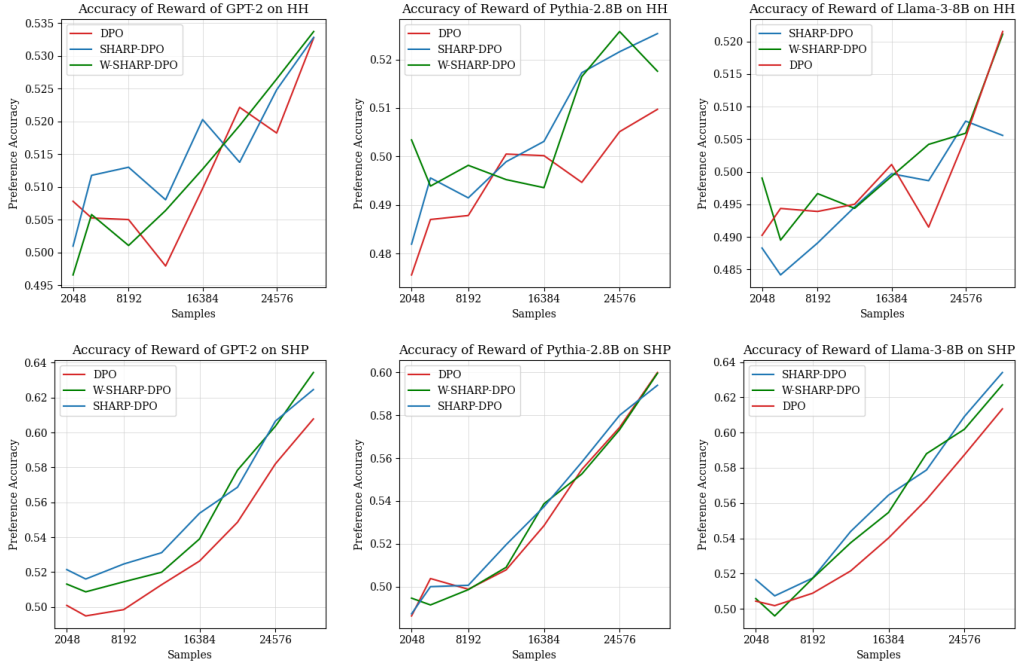 Accuracy of Reward of GPT-2 on HH
Preference Accuracy
0.535
0.530
0.525
0.520
0.515
0.510
0.505
0.500
0.495
DPO
SHARP-DPO
W-SHARP-DPO
2048
8192
16384
24576
Samples
Accuracy of Reward of Pythia-2.8B on HH
Preference Accuracy
0.52
0.51
0.50
0.49
0.48
DPO
SHARP-DPO
W-SHARP-DPO
2048
8192
16384
24576
Samples
Accuracy of Reward of Llama-3-8B on HH
Preference Accuracy
0.520
0.515
0.510
0.505
0.500
0.495
0.490
0.485
SHARP-DPO
W-SHARP-DPO
DPO
2048
8192
16384
24576
Samples
Accuracy of Reward of GPT-2 on SHP
Preference Accuracy
0.64
0.62
0.60
0.58
0.56
0.54
0.52
0.50
DPO
W-SHARP-DPO
SHARP-DPO
2048
8192
16384
24576
Samples
Accuracy of Reward of Pythia-2.8B on SHP
Preference Accuracy
0.60
0.58
0.56
0.54
0.52
0.50
DPO
W-SHARP-DPO
SHARP-DPO
2048
8192
16384
24576
Samples
Accuracy of Reward of Llama-3-8B on SHP
Preference Accuracy
0.64
0.62
0.60
0.58
0.56
0.54
0.52
0.50
SHARP-DPO
W-SHARP-DPO
DPO
2048
8192
16384
24576
Samples